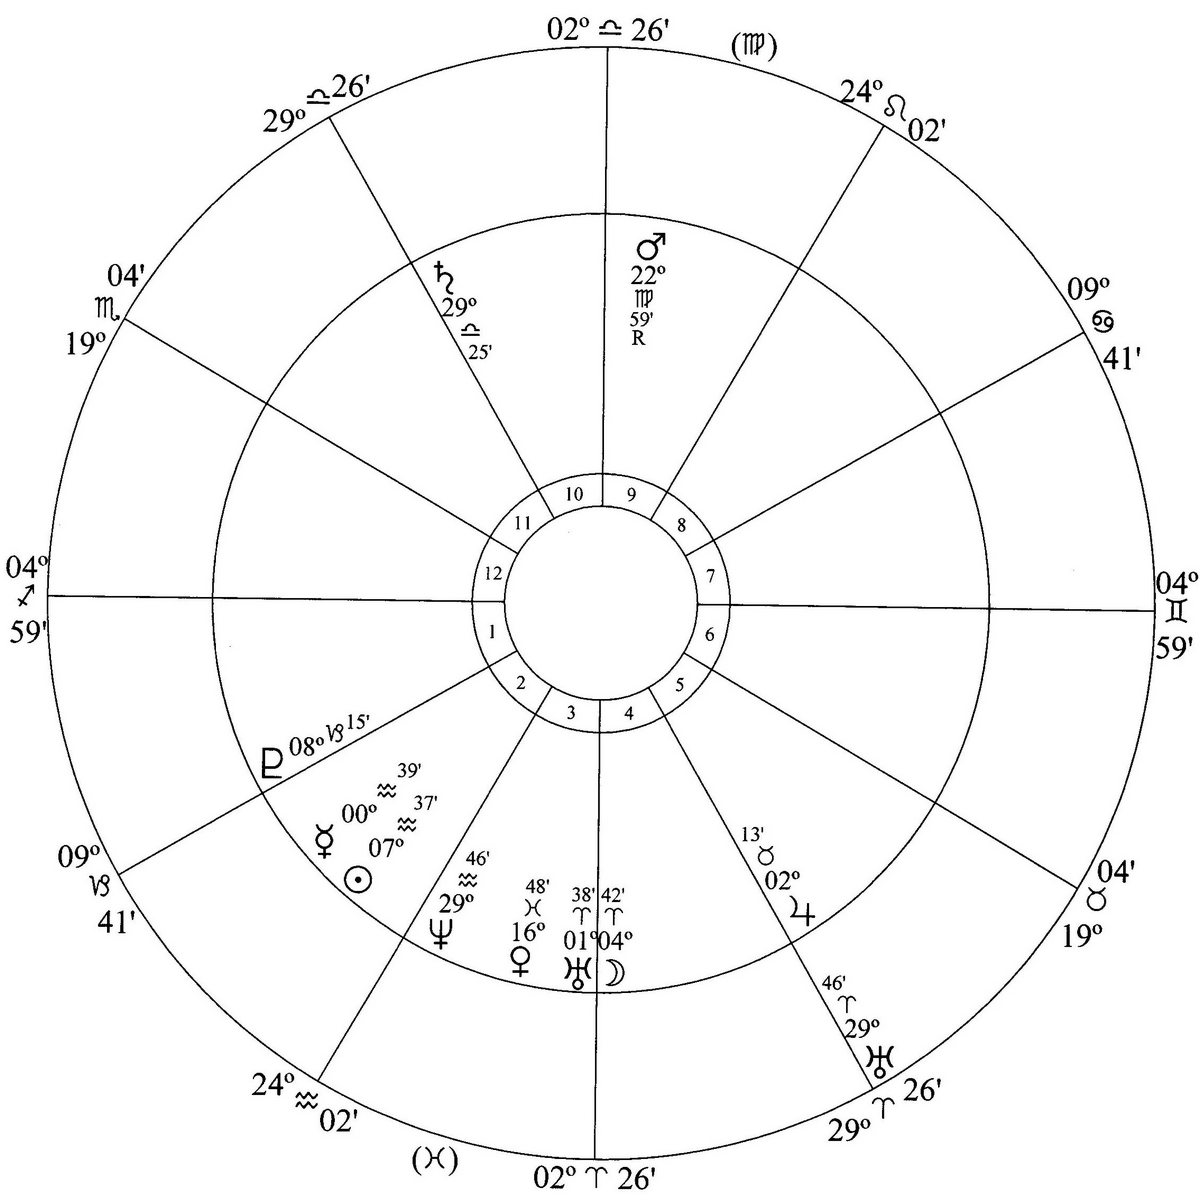 02º ♎ 26'
(♍)
24º ♌ 02'
09º ♋ 41'
04º ♊ 59'
04' ♉ 19º
26' ♈ 29º
02º ♈ 26'
(♓)
24º ♒ 02'
09º ♑ 41'
04º ♐ 59'
04' ♏ 19º
29º ♎ 26'
♄ 29º ♎ 25'
♂ 22º ♍ 59' R
♇ 08º ♑ 15'
☿ 00º ♒ 39'
☉ 07º ♒ 37'
♆ 29º ♒ 46'
♀ 16º ♓ 48'
♅ 01º ♈ 38'
☽ 04º ♈ 42'
♃ 02º ♉ 13'
♅ 29º ♈ 46'
1
2
3
4
5
6
7
8
9
10
11
12